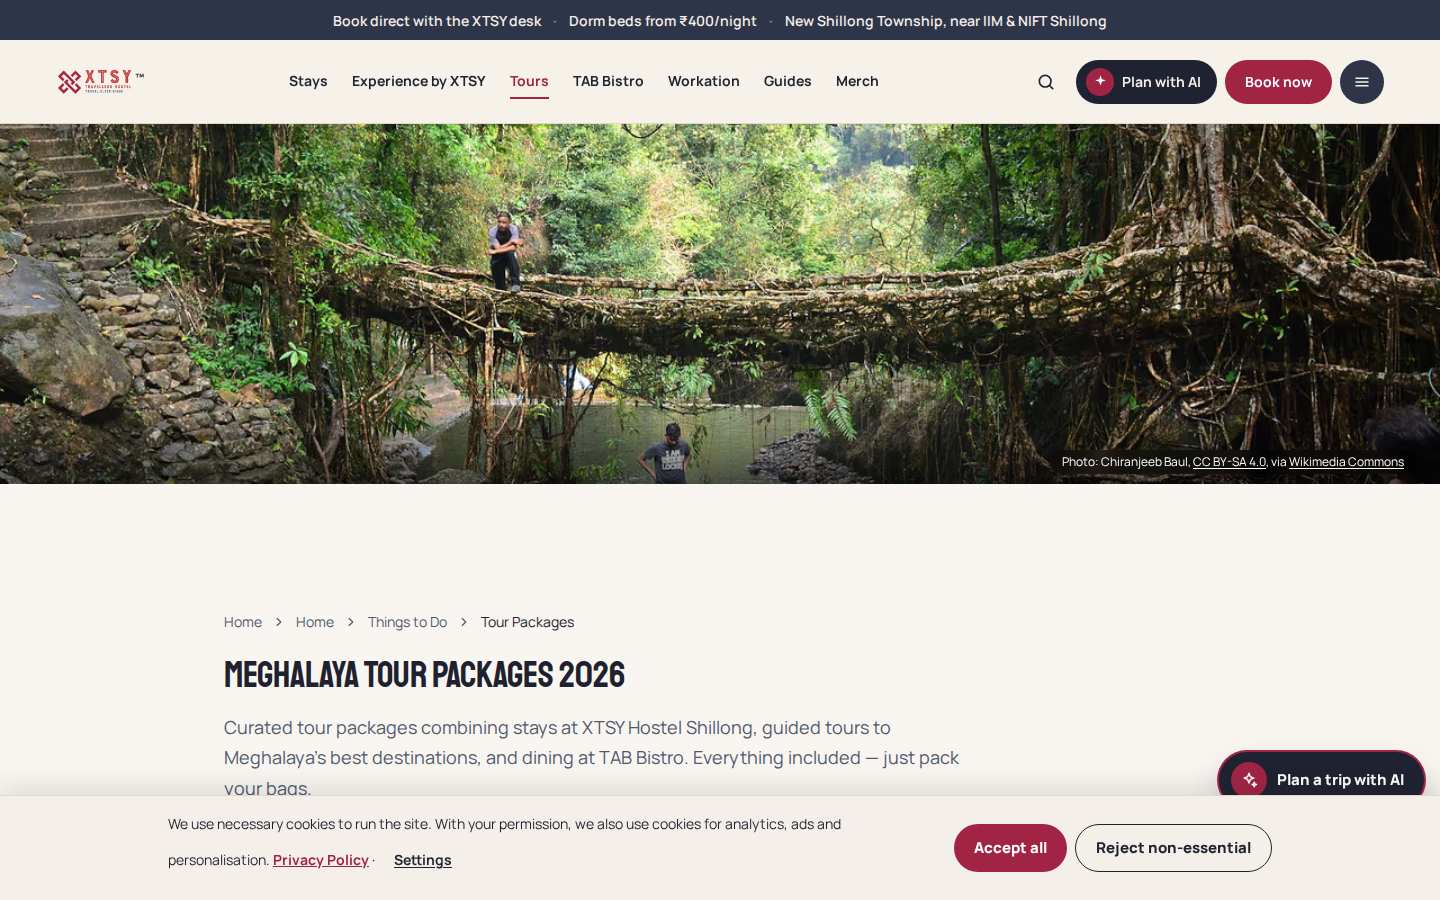 Book direct with the XTSY desk · Dorm beds from ₹400/night · New Shillong Township, near IIM & NIFT Shillong
XTSY™
TRAVELLERS HOSTEL
Stays Experience by XTSY Tours TAB Bistro Workation Guides Merch Plan with AI Book now
Photo: Chiranjeeb Baul, CC BY-SA 4.0, via Wikimedia Commons
Home > Home > Things to Do > Tour Packages
MEGHALAYA TOUR PACKAGES 2026
Curated tour packages combining stays at XTSY Hostel Shillong, guided tours to
Meghalaya's best destinations, and dining at TAB Bistro. Everything included — just pack
your bags.
Plan a trip with AI
We use necessary cookies to run the site. With your permission, we also use cookies for analytics, ads and
personalisation. Privacy Policy · Settings
Accept all Reject non-essential